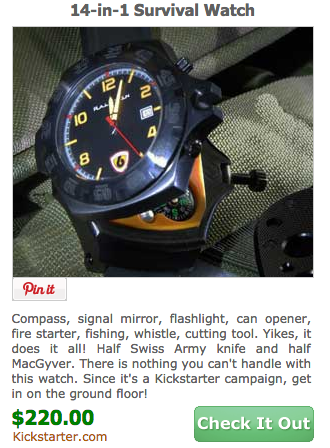 14-in-1 Survival Watch
12
10
8
6
4
2
Pin it
Compass, signal mirror, flashlight, can opener,
fire starter, fishing, whistle, cutting tool. Yikes, it
does it all! Half Swiss Army knife and half
MacGyver. There is nothing you can't handle with
this watch. Since it's a Kickstarter campaign, get
in on the ground floor!
$220.00
Check It Out
Kickstarter.com